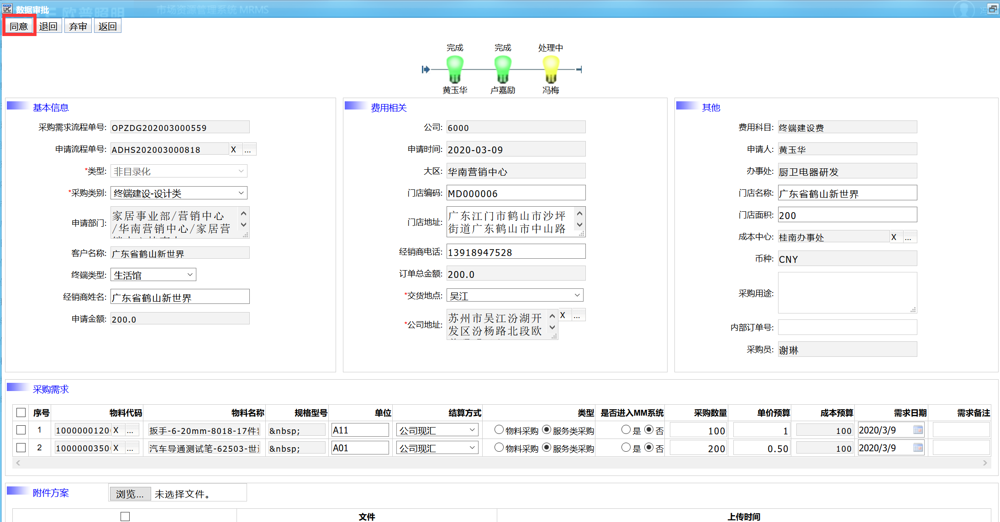 数据审批
欧普照明
市场资源管理系统 MRMS
同意 退回 弃审 返回
完成 完成 处理中
黄玉华 卢嘉励 冯梅
基本信息
采购需求流程单号: OPZDG202003000559
申请流程单号: ADHS202003000818 X ...
*类型: 非目录化
*采购类别: 终端建设-设计类
申请部门: 家居事业部/营销中心
/华南营销中心/家居营
客户名称: 广东省鹤山新世界
终端类型: 生活馆
经销商姓名: 广东省鹤山新世界
申请金额: 200.0
费用相关
公司: 6000
申请时间: 2020-03-09
大区: 华南营销中心
门店编码: MD000006
门店地址: 广东江门市鹤山市沙坪
街道广东鹤山市中山路
经销商电话: 13918947528
订单总金额: 200.0
*交货地点: 吴江
*公司地址: 苏州市吴江汾湖开
发区汾杨路北段欧
X ...
其他
费用科目: 终端建设费
申请人: 黄玉华
办事处: 厨卫电器研发
门店名称: 广东省鹤山新世界
门店面积: 200
成本中心: 桂南办事处 X ...
币种: CNY
采购用途:
内部订单号:
采购员: 谢琳
采购需求
序号 物料代码 物料名称 规格型号 单位 结算方式 类型 是否进入MM系统 采购数量 单价预算 成本预算 需求日期 需求备注
1 1000000120 X ... 扳手-6-20mm-8018-17件 &nbsp; A11 公司现汇 物料采购 服务类采购 是 否 100 1 100 2020/3/9
2 1000000350 X ... 汽车导通测试笔-62503-世 &nbsp; A01 公司现汇 物料采购 服务类采购 是 否 200 0.50 100 2020/3/9
附件方案 浏览... 未选择文件。
文件 上传时间